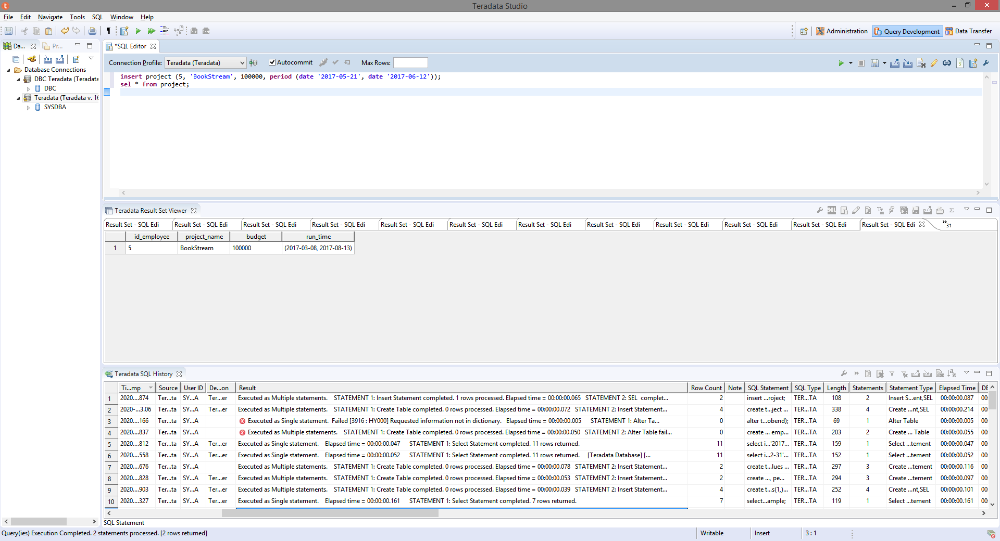 Teradata Studio
File Edit Navigate Tools SQL Window Help
Administration Query Development Data Transfer
Da... Pr...
*SQL Editor
Connection Profile: Teradata (Teradata) Autocommit Max Rows:
Database Connections
DBC Teradata (Teradata
DBC
Teradata (Teradata v. 16
SYSDBA
insert project (5, 'BookStream', 100000, period (date '2017-05-21', date '2017-06-12'));
sel * from project;
Teradata Result Set Viewer
Result Set - SQL Edi Result Set - SQL Edi Result Set - SQL Edi Result Set - SQL Edi Result Set - SQL Edi Result Set - SQL Edi Result Set - SQL Edi Result Set - SQL Edi Result Set - SQL Edi Result Set - SQL Edi Result Set - SQL Edi Result Set - SQL Edi »31
id_employee project_name budget run_time
1 5 BookStream 100000 (2017-03-08, 2017-08-13)
Teradata SQL History
Ti...mp Source User ID De...on Result Row Count Note SQL Statement SQL Type Length Statements Statement Type Elapsed Time DE
1 2020....874 Ter...ta SY...A Ter...er Executed as Multiple statements. STATEMENT 1: Insert Statement completed. 1 rows processed. Elapsed time = 00:00:00.065 STATEMENT 2: SEL complet... 2 insert ...roject; TER...TA 108 2 Insert S...ent,SEL 00:00:00.087 00:
2 2020-...3.06 Ter...ta SY...A Ter...er Executed as Multiple statements. STATEMENT 1: Create Table completed. 0 rows processed. Elapsed time = 00:00:00.072 STATEMENT 2: Insert Statement... 4 create t...ject ... TER...TA 338 4 Create ...nt,SEL 00:00:00.214 00:
3 2020....166 Ter...ta SY...A Executed as Single statement. Failed [3916 : HY000] Requested information not in dictionary. Elapsed time = 00:00:00.005 STATEMENT 1: Alter Ta... 0 alter t...obend); TER...TA 69 1 Alter Table 00:00:00.005 00:
4 2020....837 Ter...ta SY...A Executed as Multiple statements. STATEMENT 1: Create Table completed. 0 rows processed. Elapsed time = 00:00:00.050 STATEMENT 2: Alter Table fail... 0 create ... emp... TER...TA 203 2 Create ... Table 00:00:00.055 00:
5 2020....812 Ter...ta SY...A Ter...er Executed as Single statement. Elapsed time = 00:00:00.047 STATEMENT 1: Select Statement completed. 11 rows returned. 11 select i...'2017... TER...TA 159 1 Select ...tement 00:00:00.047 00:
6 2020....558 Ter...ta SY...A Ter...er Executed as Single statement. Elapsed time = 00:00:00.052 STATEMENT 1: Select Statement completed. 11 rows returned. [Teradata Database] [... 11 select i...2-31'... TER...TA 152 1 Select ...tement 00:00:00.052 00:
7 2020....676 Ter...ta SY...A Executed as Multiple statements. STATEMENT 1: Create Table completed. 0 rows processed. Elapsed time = 00:00:00.078 STATEMENT 2: Insert Statement... 2 create t...lues ... TER...TA 297 3 Create ...tement 00:00:00.116 00:
8 2020....828 Ter...ta SY...A Ter...er Executed as Multiple statements. STATEMENT 1: Create Table completed. 0 rows processed. Elapsed time = 00:00:00.053 STATEMENT 2: Insert Statement... 2 create ..., pe... TER...TA 294 3 Create ...tement 00:00:00.097 00:
9 2020....903 Ter...ta SY...A Ter...er Executed as Multiple statements. STATEMENT 1: Create Table completed. 0 rows processed. Elapsed time = 00:00:00.039 STATEMENT 2: Insert Statement... 4 create t...s(1,)... TER...TA 252 4 Create ...nt,SEL 00:00:00.101 00:
10 2020....327 Ter...ta SY...A Ter...er Executed as Single statement. Elapsed time = 00:00:00.161 STATEMENT 1: Select Statement completed. 7 rows returned. 7 select...ample; TER...TA 119 1 Select ...tement 00:00:00.161 00:
SQL Statement
Query(ies) Execution Completed. 2 statements processed. [2 rows returned] Writable Insert 3 : 1